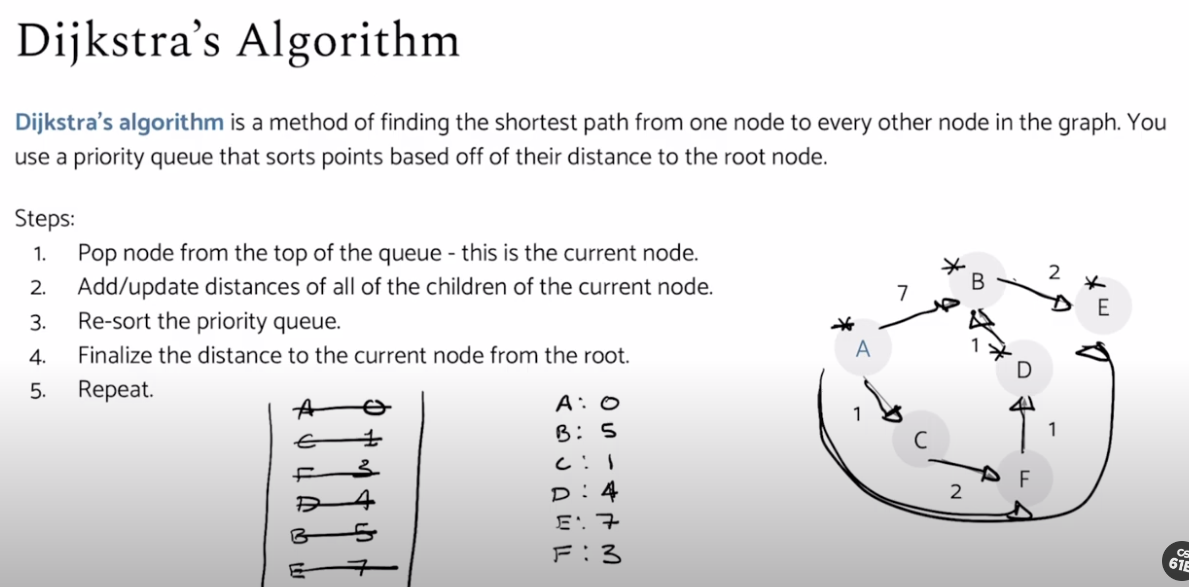 Dijkstra's Algorithm
Dijkstra's algorithm is a method of finding the shortest path from one node to every other node in the graph. You
use a priority queue that sorts points based off of their distance to the root node.
Steps:
1. Pop node from the top of the queue - this is the current node.
2. Add/update distances of all of the children of the current node.
3. Re-sort the priority queue.
4. Finalize the distance to the current node from the root.
5. Repeat.
A 0
C 1
F 3
D 4
B 5
E 7
A: 0
B: 5
C: 1
D: 4
E: 7
F: 3
* B 2 *
7 E
*
A 1 *
D
1 C 1
F
2
CS
61B